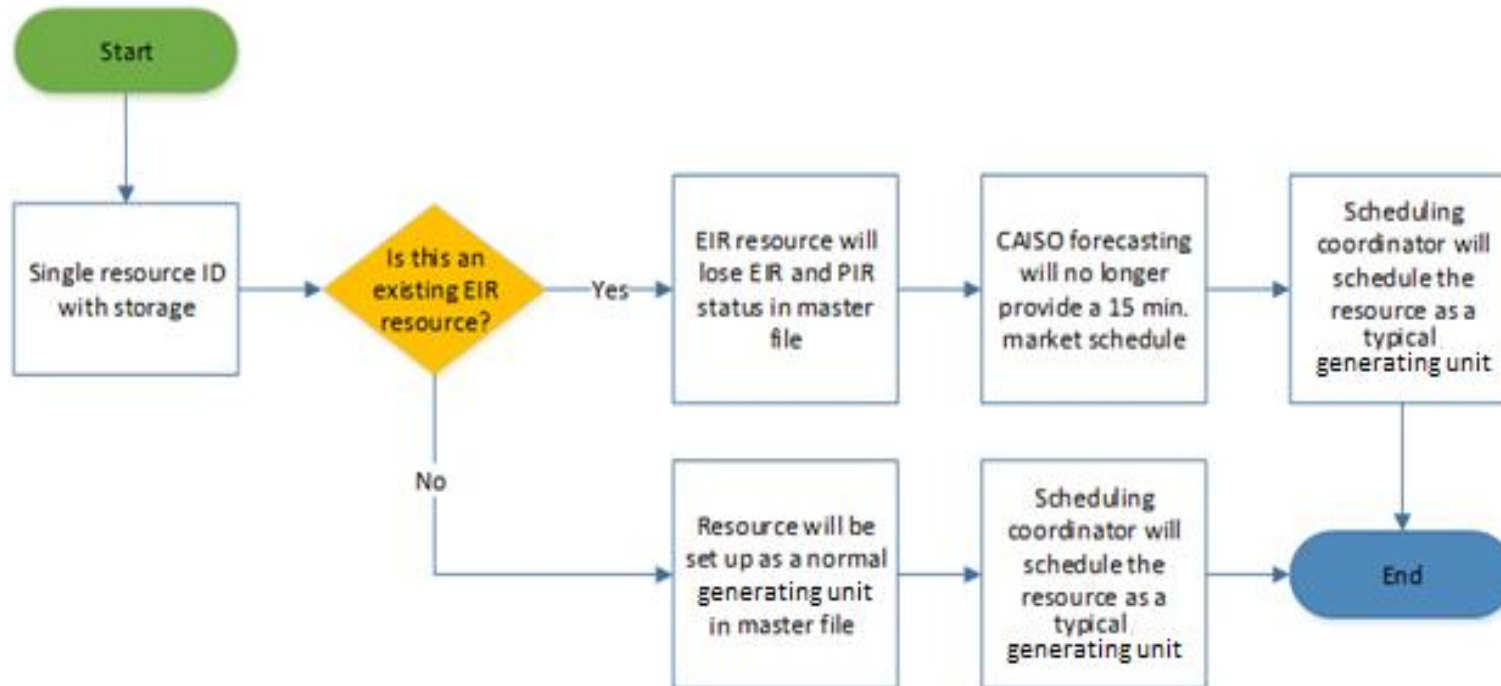 Start
Single resource ID
with storage
Is this an
existing EIR
resource?
Yes
EIR resource will
lose EIR and PIR
status in master
file
CAISO forecasting
will no longer
provide a 15 min.
market schedule
Scheduling
coordinator will
schedule the
resource as a
typical
generating unit
No
Resource will be
set up as a normal
generating unit
in master file
Scheduling
coordinator will
schedule the
resource as a
typical
generating unit
End